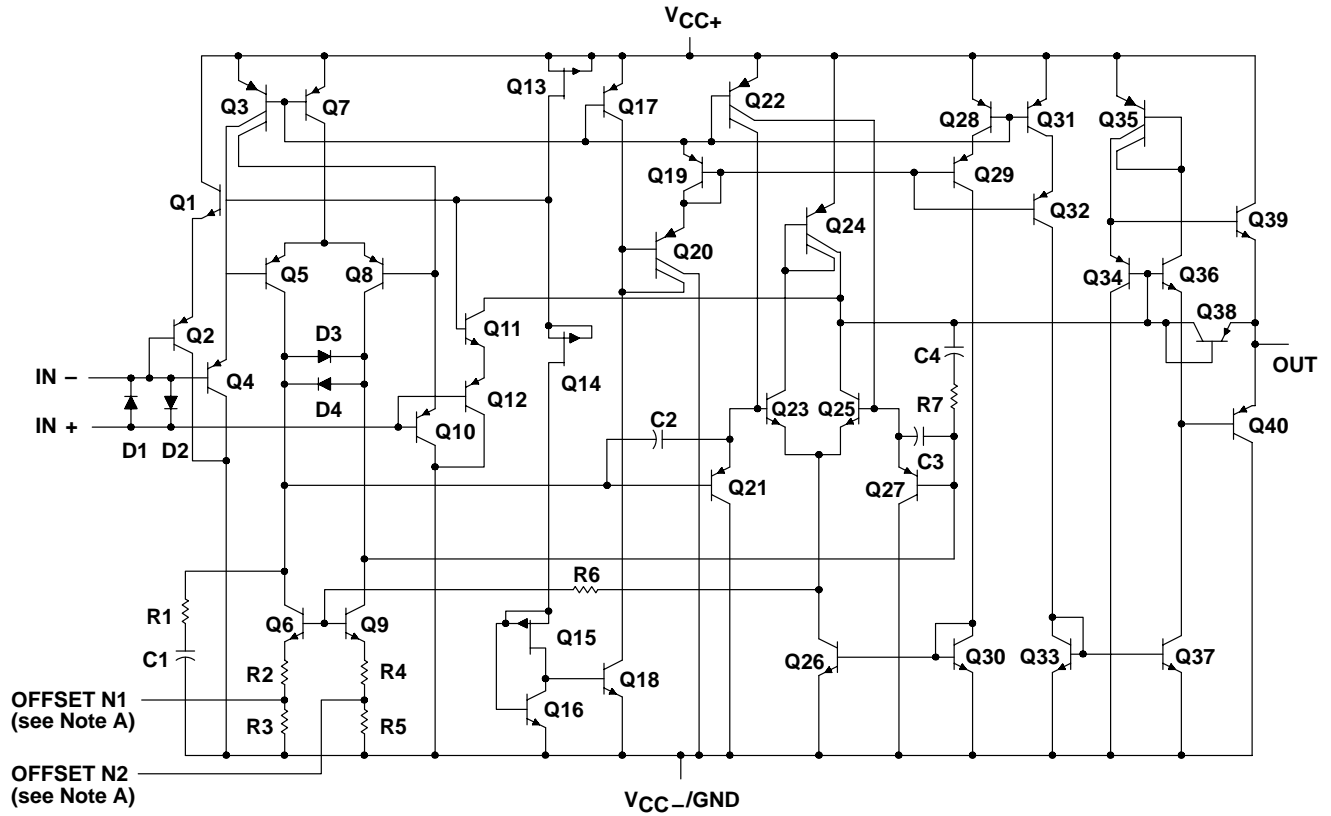 VCC+
Q3
Q7
Q13
Q17
Q22
Q28
Q31
Q35
Q1
Q19
Q29
Q32
Q24
Q39
Q20
Q5
Q8
Q34
Q36
Q2
Q11
D3
Q38
C4
OUT
IN −
Q4
D4
Q12
Q14
R7
IN +
Q10
C2
Q23
Q25
Q40
D1
D2
C3
Q21
Q27
R6
R1
Q6
Q9
Q15
C1
R2
R4
Q18
Q26
Q30
Q33
Q37
OFFSET N1
(see Note A)
R3
R5
Q16
OFFSET N2
(see Note A)
VCC−/GND